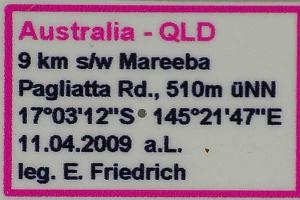 Australia - QLD
9 km s/w Mareeba
Pagliatta Rd., 510m üNN
17°03'12"S 145°21'47"E
11.04.2009 a.L.
leg. E. Friedrich